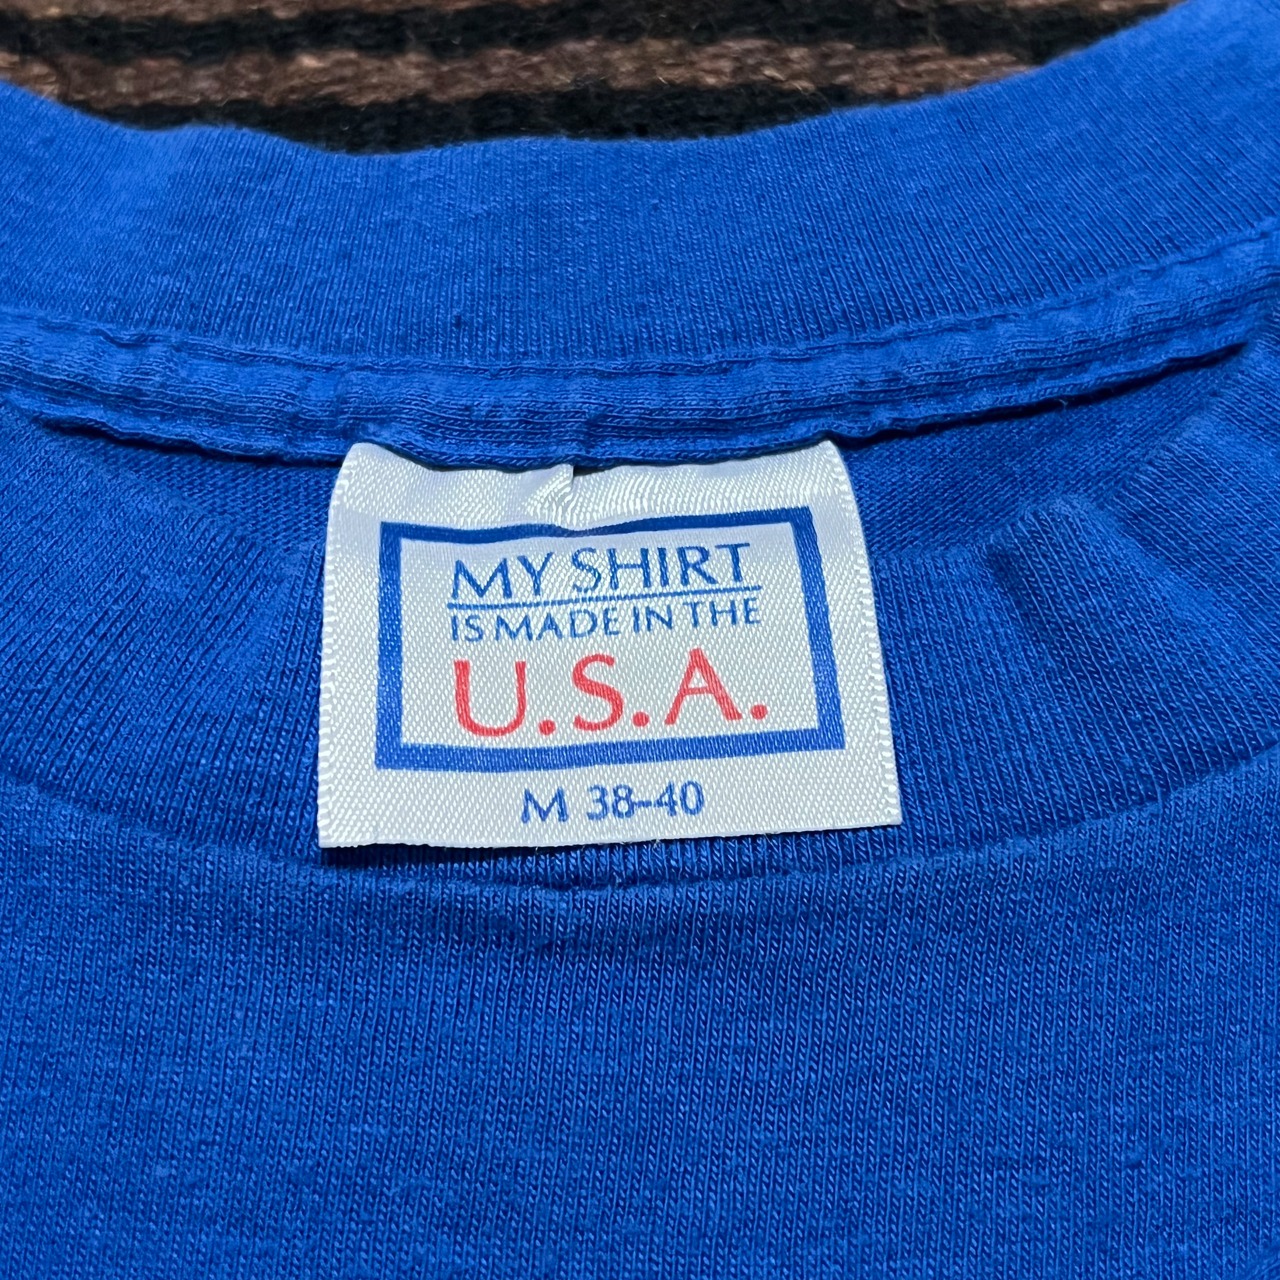 MY SHIRT
IS MADE IN THE
U.S.A.
M 38-40